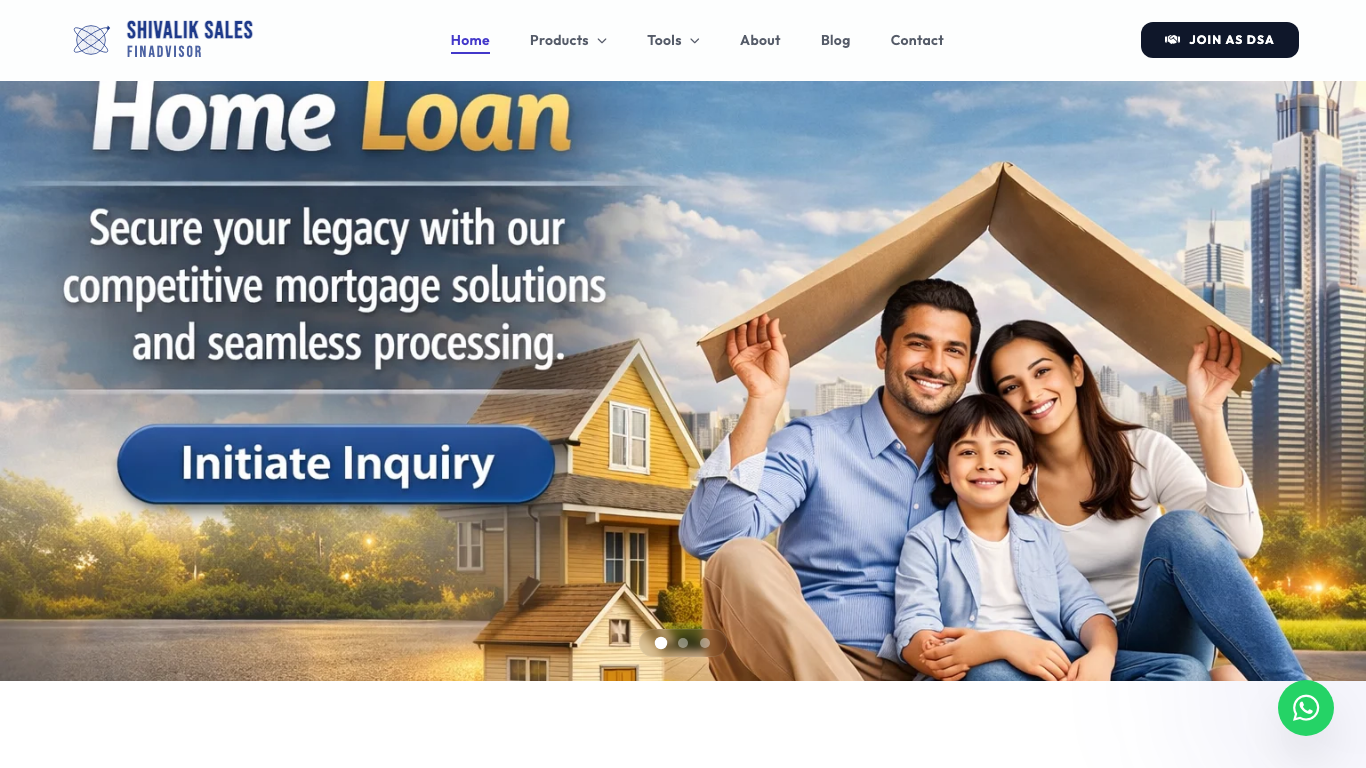 SHIVALIK SALES
FINADVISOR
Home
Products
Tools
About
Blog
Contact
JOIN AS DSA
Home Loan
Secure your legacy with our
competitive mortgage solutions
and seamless processing.
Initiate Inquiry